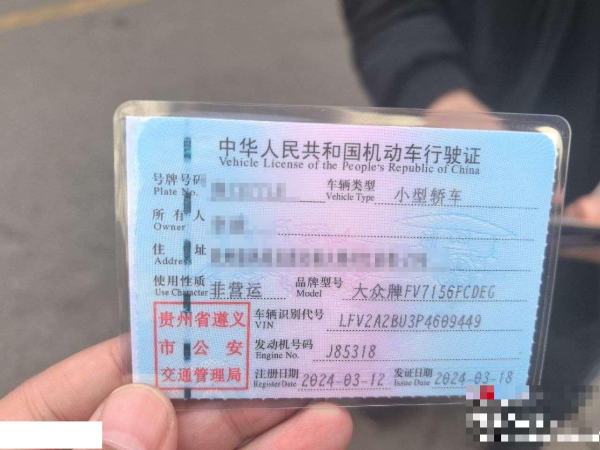 中华人民共和国机动车行驶证
Vehicle License of the People's Republic of China
号牌号码
Plate No.
车辆类型 小型轿车
Vehicle Type
所有人
Owner
住址
Address
使用性质 非营运
Use Character
品牌型号 大众牌FV7156FCDEG
Model
贵州省遵义
市公安
交通管理局
车辆识别代号 LFV2A2BU3P4609449
VIN
发动机号码 J85318
Engine No.
注册日期 2024-03-12
Register Date
发证日期 2024-03-18
Issue Date